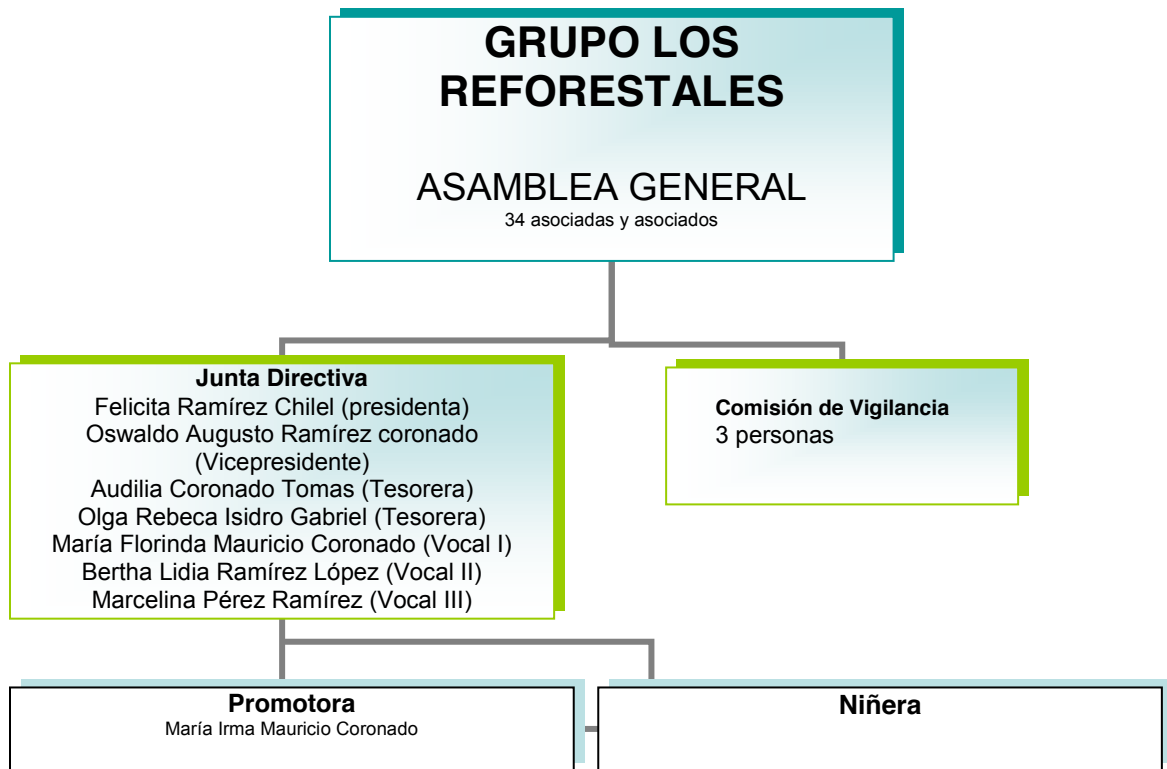 GRUPO LOS
REFORESTALES
ASAMBLEA GENERAL
34 asociadas y asociados
Junta Directiva
Felicita Ramírez Chilel (presidenta)
Oswaldo Augusto Ramírez coronado
(Vicepresidente)
Audilia Coronado Tomas (Tesorera)
Olga Rebeca Isidro Gabriel (Tesorera)
María Florinda Mauricio Coronado (Vocal I)
Bertha Lidia Ramírez López (Vocal II)
Marcelina Pérez Ramírez (Vocal III)
Comisión de Vigilancia
3 personas
Promotora
María Irma Mauricio Coronado
Niñera